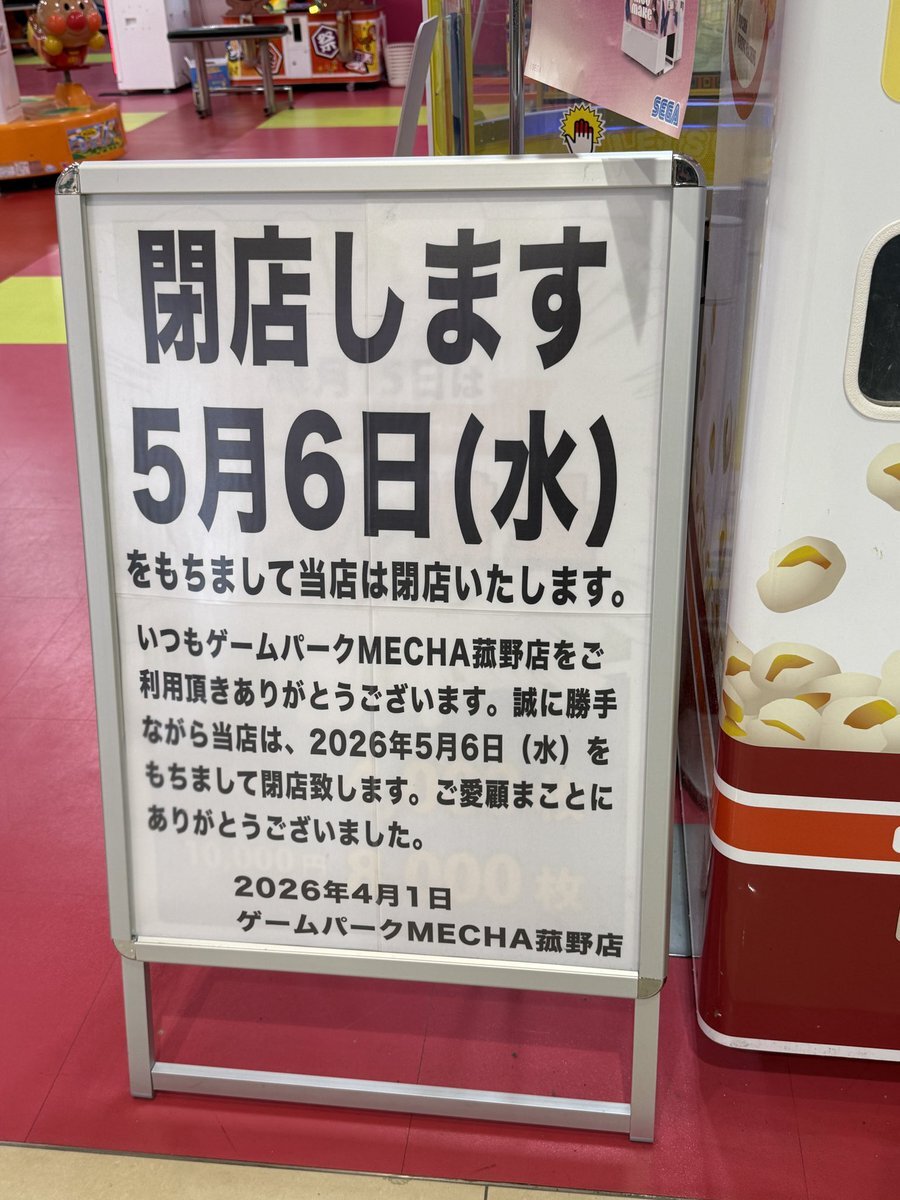 祭
make
SEGA
閉店します
5月6日(水)
をもちまして当店は閉店いたします。
いつもゲームパークMECHA菰野店をご
利用頂きありがとうございます。誠に勝手
ながら当店は、2026年5月6日（水）を
もちまして閉店致します。ご愛顧まことに
ありがとうございました。
2026年4月1日
ゲームパークMECHA菰野店